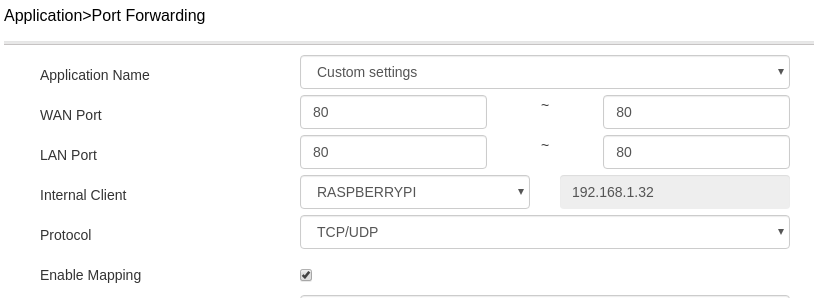 Application>Port Forwarding
Application Name Custom settings
WAN Port 80 ~ 80
LAN Port 80 ~ 80
Internal Client RASPBERRYPI 192.168.1.32
Protocol TCP/UDP
Enable Mapping